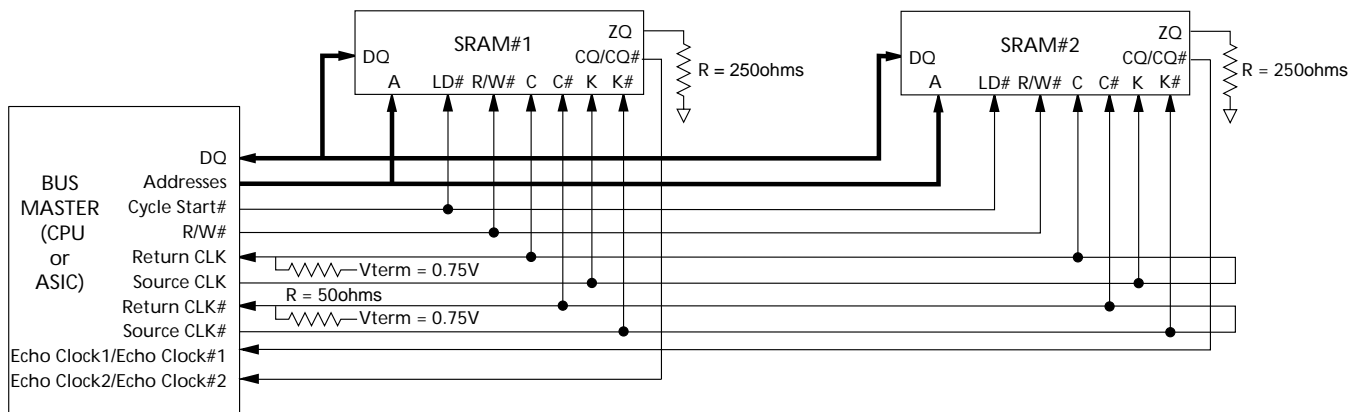 SRAM#1
ZQ
DQ
CQ/CQ#
A LD# R/W# C C# K K#
R = 250ohms
SRAM#2
ZQ
DQ
CQ/CQ#
A LD# R/W# C C# K K#
R = 250ohms
BUS
MASTER
(CPU
or
ASIC)
DQ
Addresses
Cycle Start#
R/W#
Return CLK
Vterm = 0.75V
Source CLK
R = 50ohms
Return CLK#
Vterm = 0.75V
Source CLK#
Echo Clock1/Echo Clock#1
Echo Clock2/Echo Clock#2